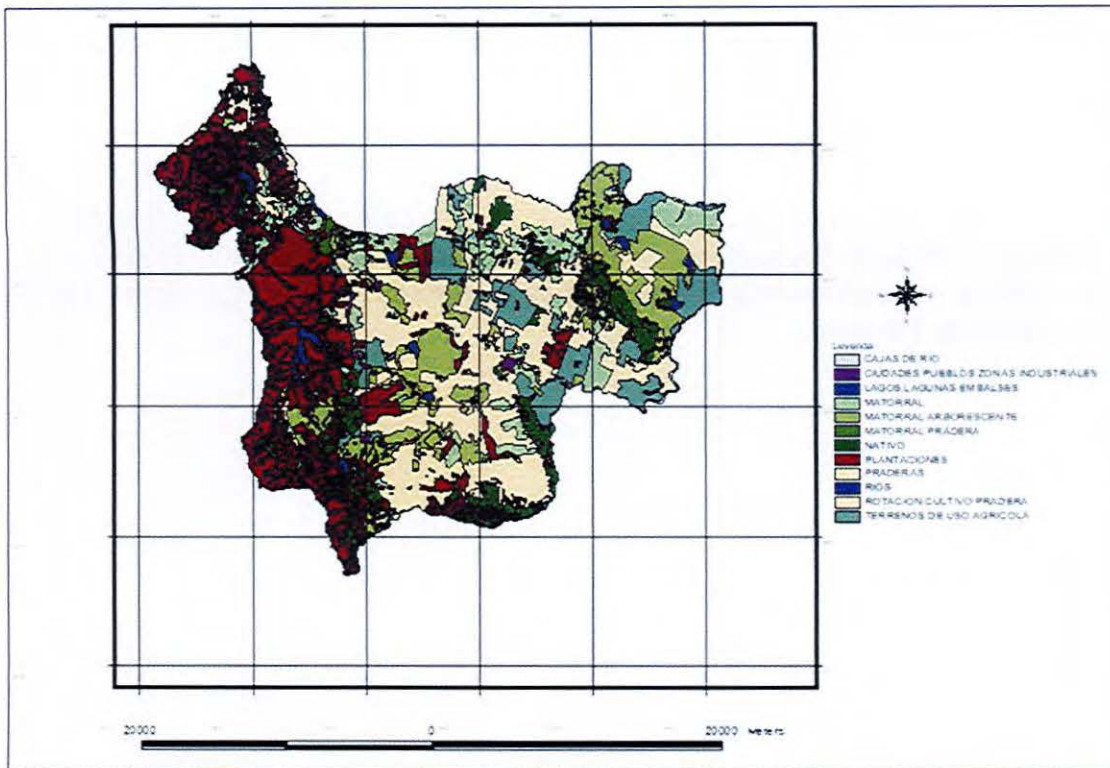 Leyenda
CAJAS DE RIO
CIUDADES PUEBLOS ZONAS INDUSTRIALES
LAGOS LAGUNAS EMBALSES
MATORRAL
MATORRAL ARBORESCENTE
MATORRAL PRADERA
NATIVO
PLANTACIONES
PRADERAS
RIOS
ROTACION CULTIVO PRADERA
TERRENOS DE USO AGRICOLA
20000 0 20000 Meters